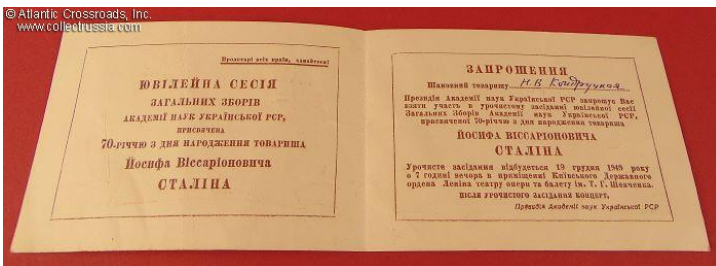 © Atlantic Crossroads, Inc.
www.collectrussia.com
Пролетарі всіх країн, єднайтеся!
ЮВІЛЕЙНА СЕСІЯ
ЗАГАЛЬНИХ ЗБОРІВ
АКАДЕМІЇ НАУК УКРАЇНСЬКОЇ РСР,
ПРИСВЯЧЕНА
70-РІЧЧЮ З ДНЯ НАРОДЖЕННЯ ТОВАРИША
Йосифа Віссаріоновича
СТАЛІНА
ЗАПРОШЕННЯ
Шановний товаришу Н.В.
Президія Академії наук Української РСР запрошує Вас
взяти участь в урочистому засіданні ювілейної сесії
Загальних Зборів Академії наук Української РСР,
присвяченої 70-річчю з дня народження товариша
ЙОСИФА ВІССАРІОНОВИЧА
СТАЛІНА
Урочисте засідання відбудеться 19 грудня 1949 року
о 7 годині вечора в приміщенні Київського Державного
ордена Леніна театру опери та балету ім. Т. Г. Шевченка.
ПІСЛЯ УРОЧИСТОГО ЗАСІДАННЯ КОНЦЕРТ.
Президія Академії наук Української РСР